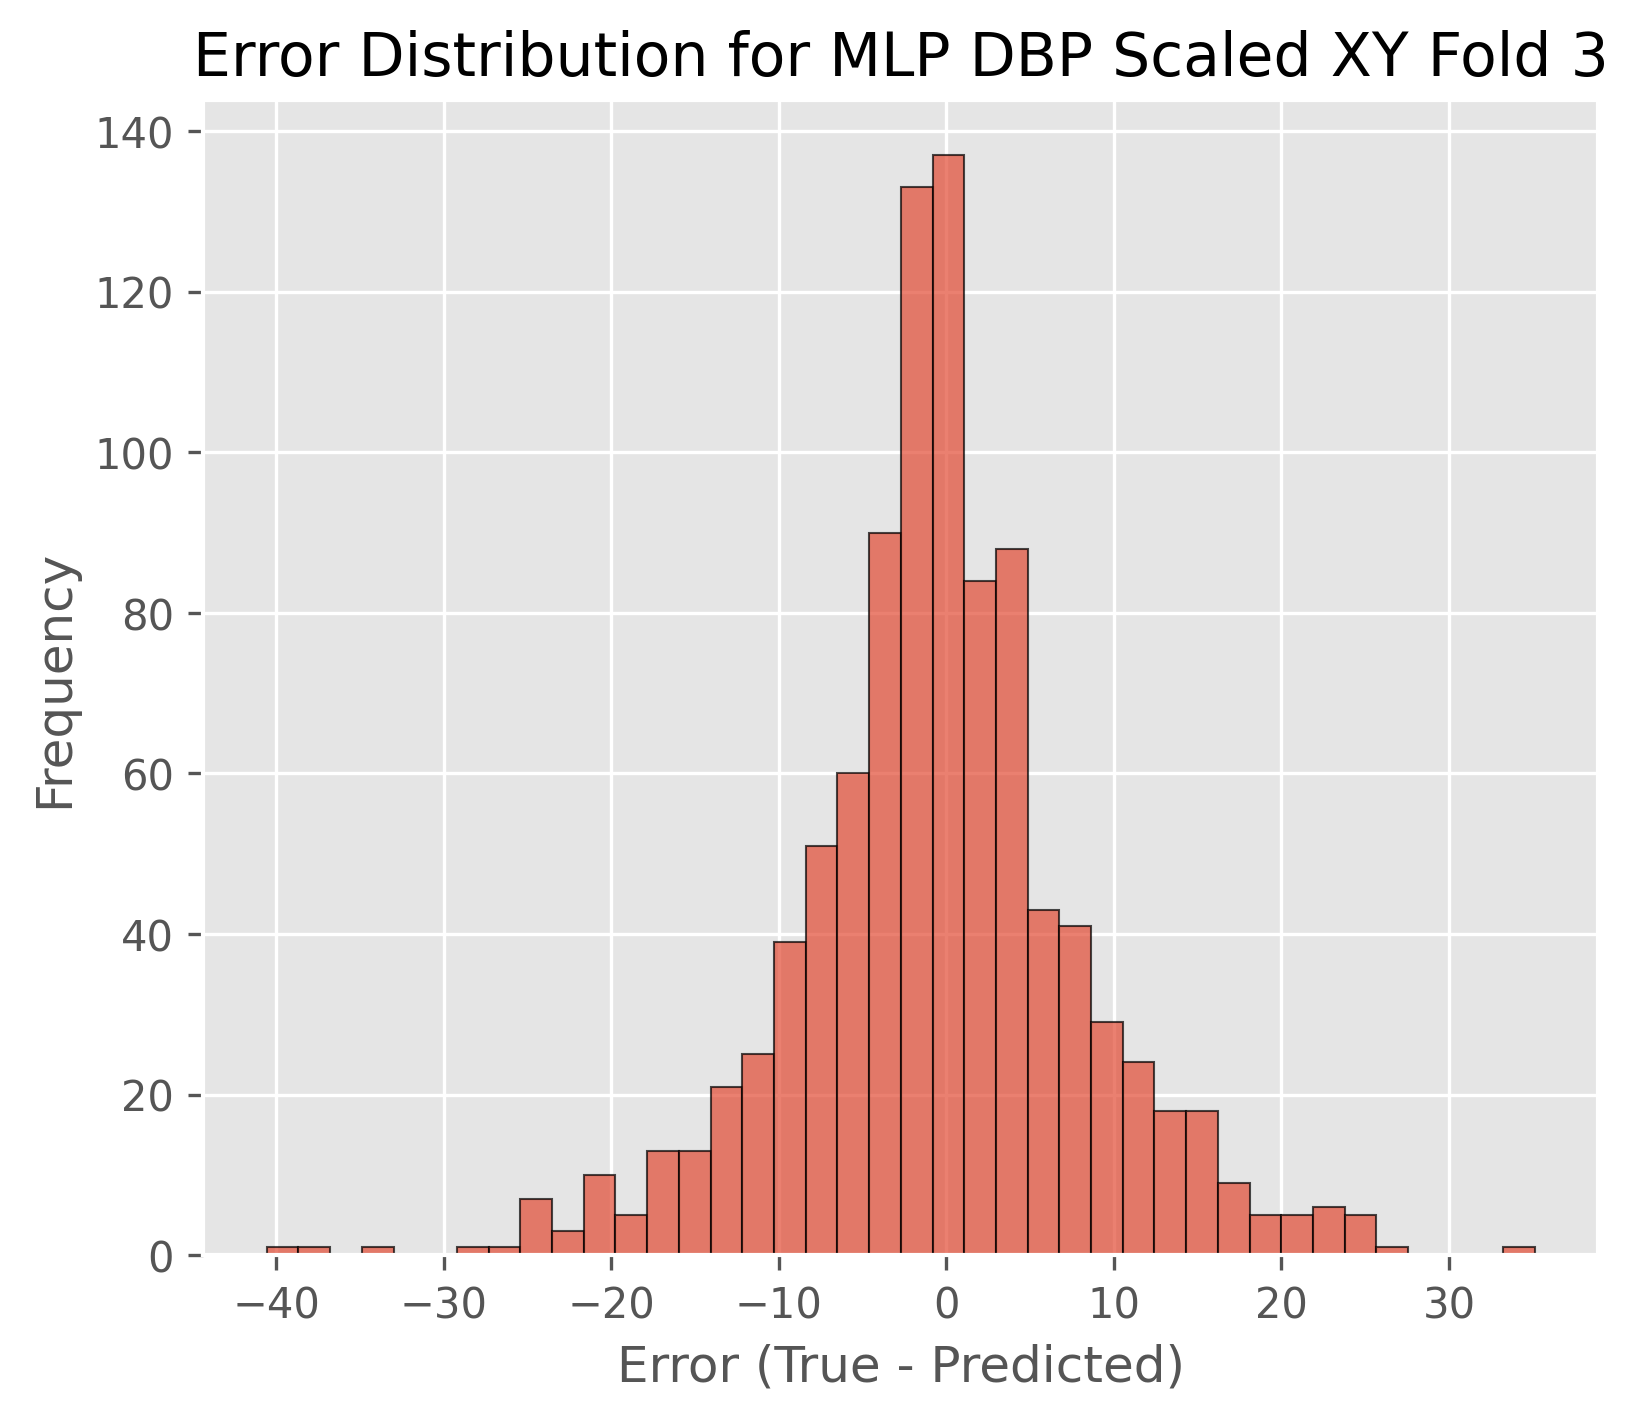 Error Distribution for MLP DBP Scaled XY Fold 3
140
120
100
80
60
40
20
0
Frequency
−40 −30 −20 −10 0 10 20 30
Error (True - Predicted)